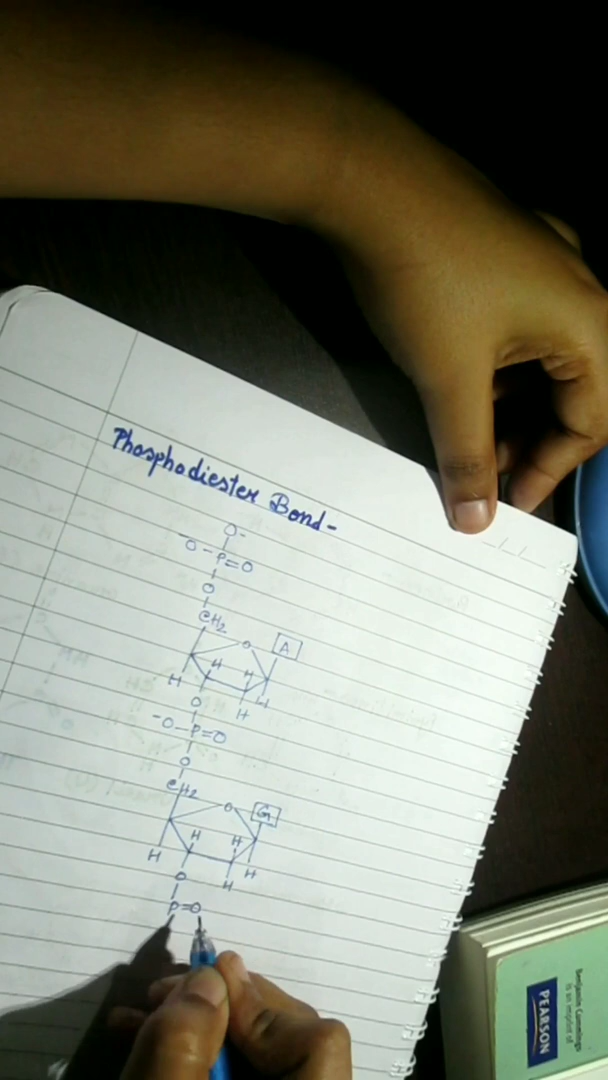 Phosphodiester Bond-
O-
-O-P=O
O
CH2
O A
H H H
H H
O
-O-P=O
O
CH2
O G
H H H
H H
O
P=O
Benjamin Cummings
is an imprint of
PEARSON